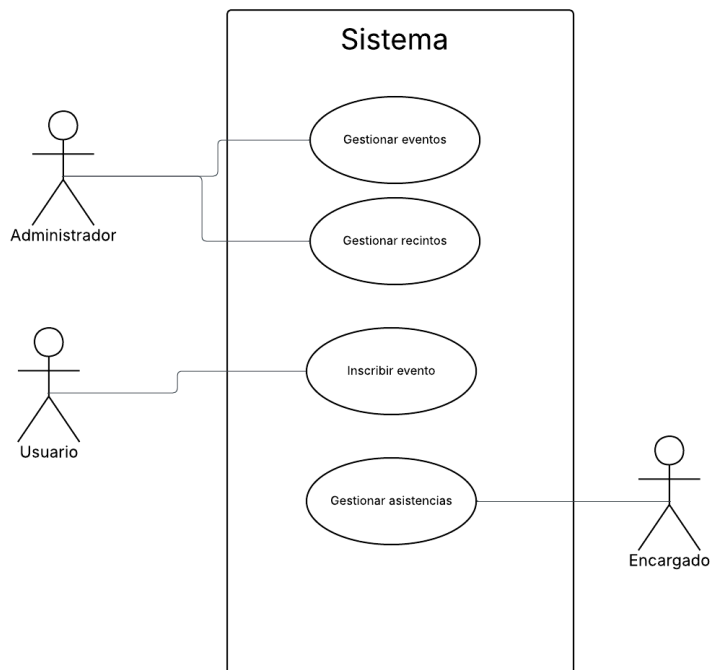 Sistema
Gestionar eventos
Administrador
Gestionar recintos
Usuario
Inscribir evento
Gestionar asistencias
Encargado